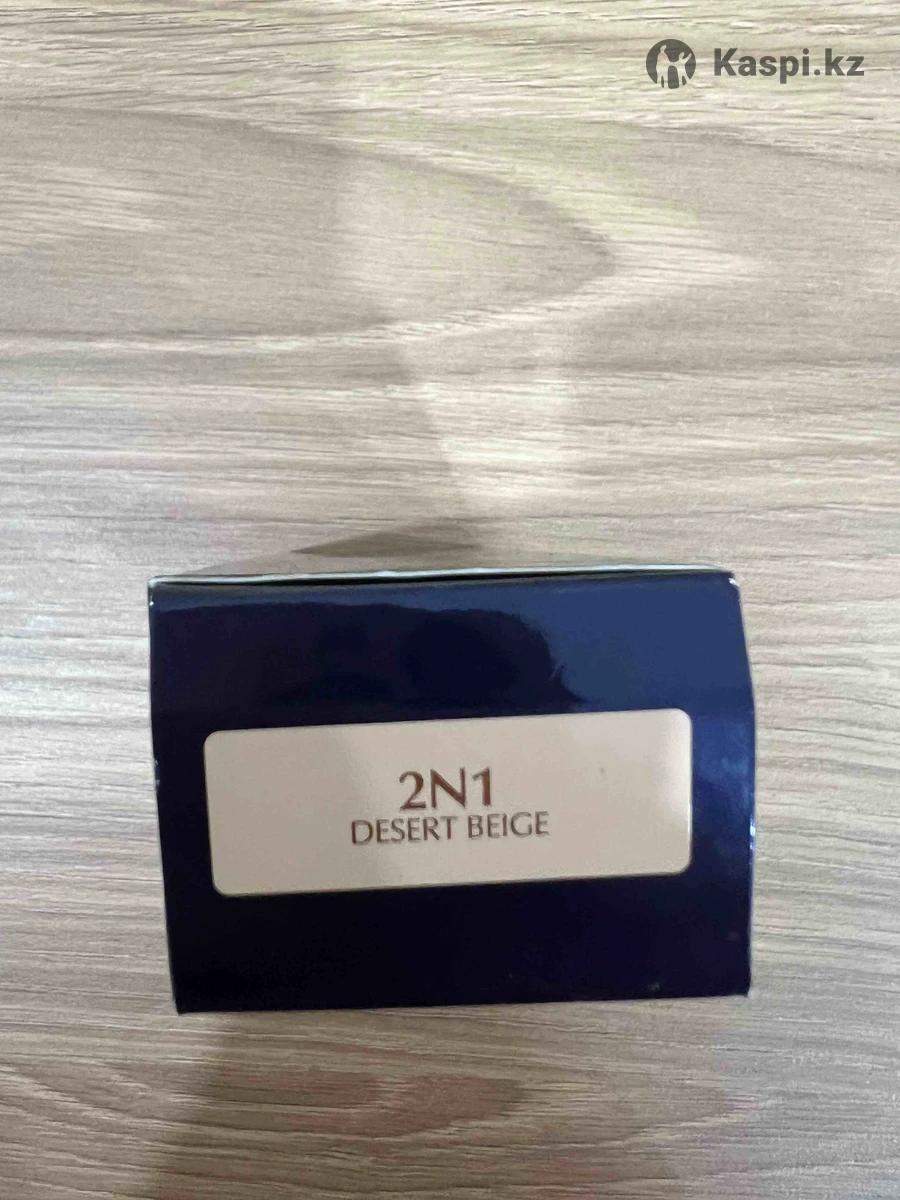 Kaspi.kz
2N1
DESERT BEIGE